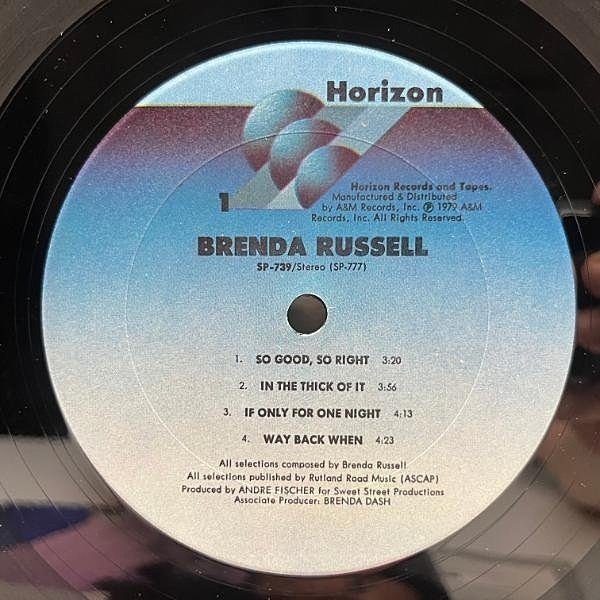 Horizon
1
Horizon Records and Tapes.
Manufactured & Distributed
by A&M Records, Inc. ℗ 1979 A&M
Records, Inc. All Rights Reserved.
BRENDA RUSSELL
SP-739/Stereo (SP-777)
1. SO GOOD, SO RIGHT 3:20
2. IN THE THICK OF IT 3:56
3. IF ONLY FOR ONE NIGHT 4:13
4. WAY BACK WHEN 4:23
All selections composed by Brenda Russell
All selections published by Rutland Road Music (ASCAP)
Produced by ANDRE FISCHER for Sweet Street Productions
Associate Producer: BRENDA DASH